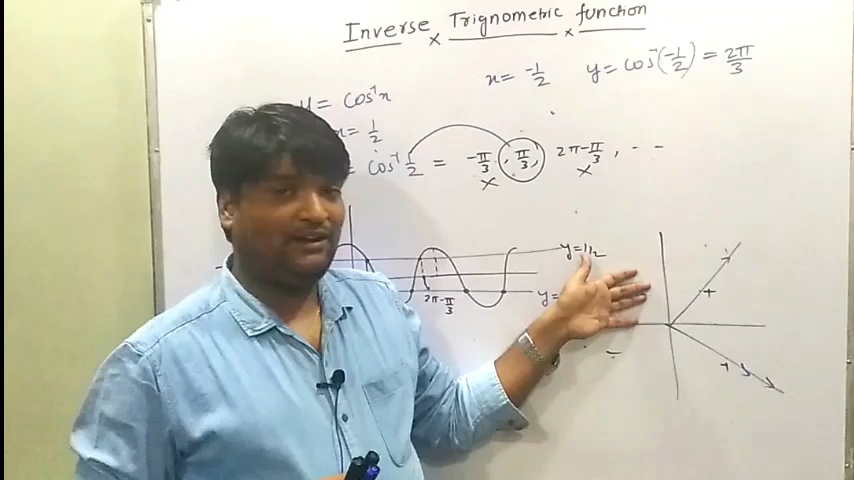 Inverse Trignometric function
x = -1/2 y = cos⁻¹(-1/2) = 2π/3
y = cos⁻¹x
x = 1/2
= cos⁻¹ 1/2 = -π/3, π/3, 2π-π/3, - -
y=1/2
2π-π/3
y=